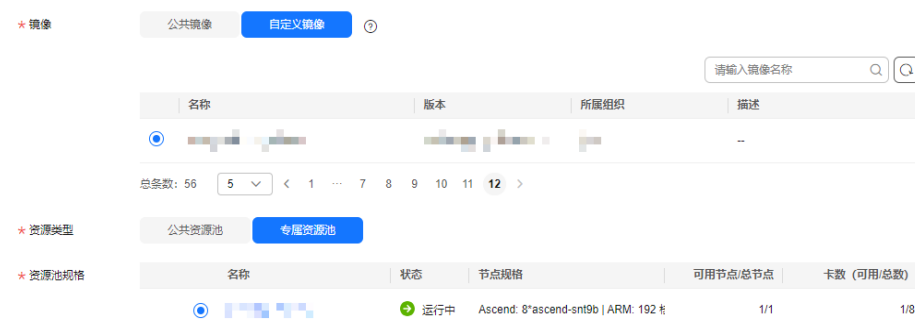 * 镜像 公共镜像 自定义镜像 ?
请输入镜像名称
名称 版本 所属组织 描述
--
总条数: 56 5 < 1 ... 7 8 9 10 11 12 >
* 资源类型 公共资源池 专属资源池
* 资源池规格 名称 状态 节点规格 可用节点/总节点 卡数 (可用/总数)
运行中 Ascend: 8*ascend-snt9b | ARM: 192 1/1 1/8